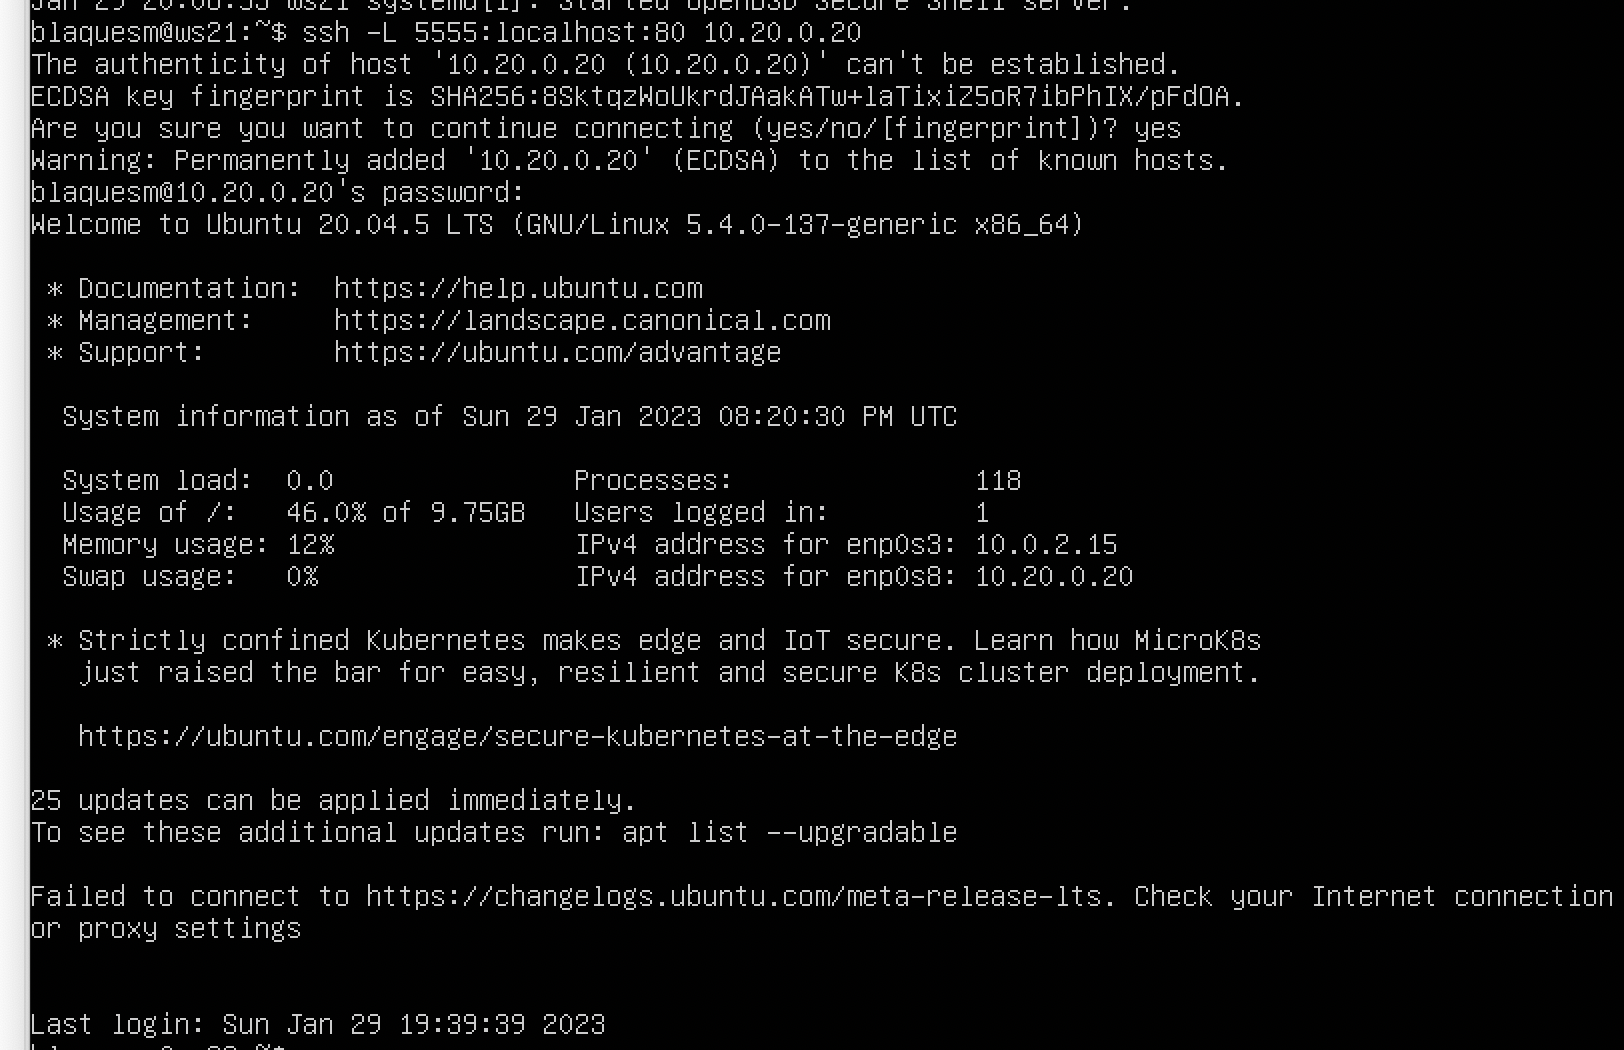 Jan 29 20:08:55 ws21 systemd[1]: Started OpenBSD Secure Shell server.
blaquesm@ws21:~$ ssh -L 5555:localhost:80 10.20.0.20
The authenticity of host '10.20.0.20 (10.20.0.20)' can't be established.
ECDSA key fingerprint is SHA256:8SktqzWoUkrdJAakATw+laTixiZ5oR7ibPhIX/pFdOA.
Are you sure you want to continue connecting (yes/no/[fingerprint])? yes
Warning: Permanently added '10.20.0.20' (ECDSA) to the list of known hosts.
blaquesm@10.20.0.20's password:
Welcome to Ubuntu 20.04.5 LTS (GNU/Linux 5.4.0-137-generic x86_64)
* Documentation:  https://help.ubuntu.com
* Management:     https://landscape.canonical.com
* Support:        https://ubuntu.com/advantage
System information as of Sun 29 Jan 2023 08:20:30 PM UTC
System load:  0.0               Processes:               118
Usage of /:   46.0% of 9.75GB   Users logged in:         1
Memory usage: 12%               IPv4 address for enp0s3: 10.0.2.15
Swap usage:   0%                IPv4 address for enp0s8: 10.20.0.20
* Strictly confined Kubernetes makes edge and IoT secure. Learn how MicroK8s
just raised the bar for easy, resilient and secure K8s cluster deployment.
https://ubuntu.com/engage/secure-kubernetes-at-the-edge
25 updates can be applied immediately.
To see these additional updates run: apt list --upgradable
Failed to connect to https://changelogs.ubuntu.com/meta-release-lts. Check your Internet connection
or proxy settings
Last login: Sun Jan 29 19:39:39 2023